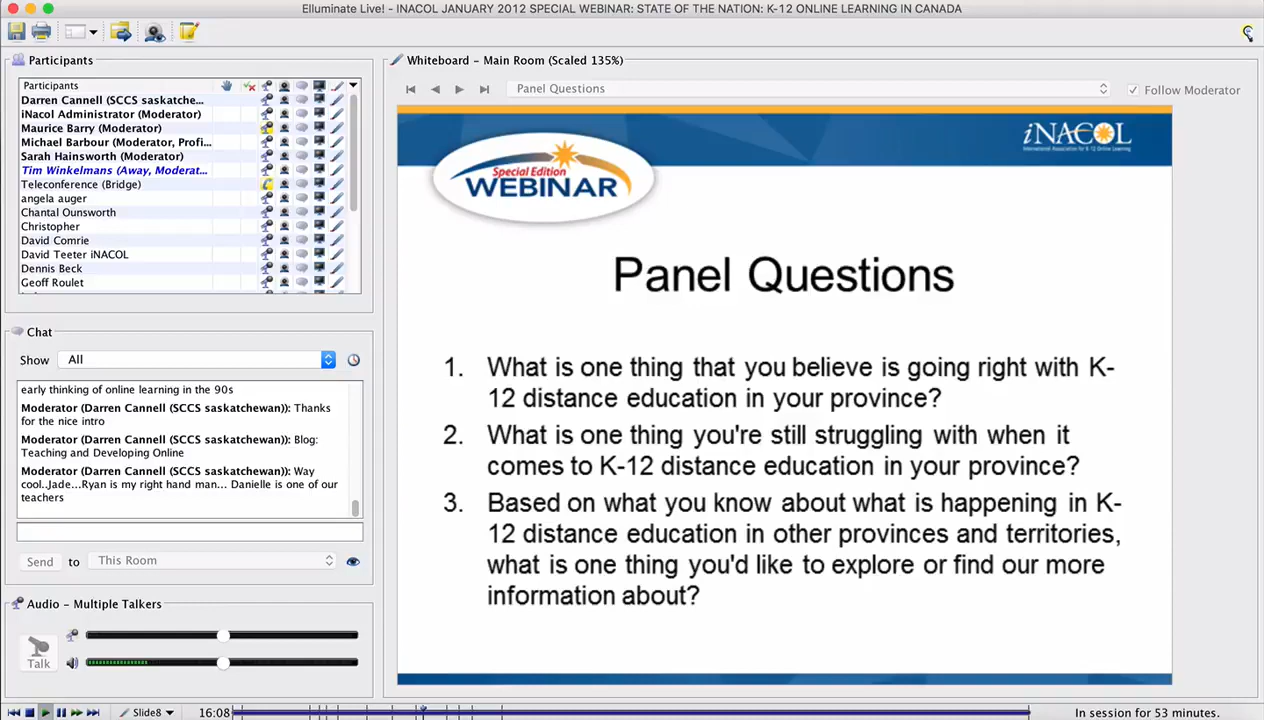 Elluminate Live! - INACOL JANUARY 2012 SPECIAL WEBINAR: STATE OF THE NATION: K-12 ONLINE LEARNING IN CANADA
Participants
Participants
Darren Cannell (SCCS saskatche...
iNacol Administrator (Moderator)
Maurice Barry (Moderator)
Michael Barbour (Moderator, Profi...
Sarah Hainsworth (Moderator)
Tim Winkelmans (Away, Moderat...
Teleconference (Bridge)
angela auger
Chantal Ounsworth
Christopher
David Comrie
David Teeter iNACOL
Dennis Beck
Geoff Roulet
Chat
Show All
early thinking of online learning in the 90s
Moderator (Darren Cannell (SCCS saskatchewan)): Thanks
for the nice intro
Moderator (Darren Cannell (SCCS saskatchewan)): Blog:
Teaching and Developing Online
Moderator (Darren Cannell (SCCS saskatchewan)): Way
cool..Jade...Ryan is my right hand man... Danielle is one of our
teachers
Send to This Room
Audio - Multiple Talkers
Talk
Whiteboard - Main Room (Scaled 135%)
Panel Questions
Follow Moderator
iNACOL
International Association for K-12 Online Learning
Special Edition
WEBINAR
Panel Questions
1. What is one thing that you believe is going right with K-
12 distance education in your province?
2. What is one thing you're still struggling with when it
comes to K-12 distance education in your province?
3. Based on what you know about what is happening in K-
12 distance education in other provinces and territories,
what is one thing you'd like to explore or find our more
information about?
Slide8
16:08
In session for 53 minutes.